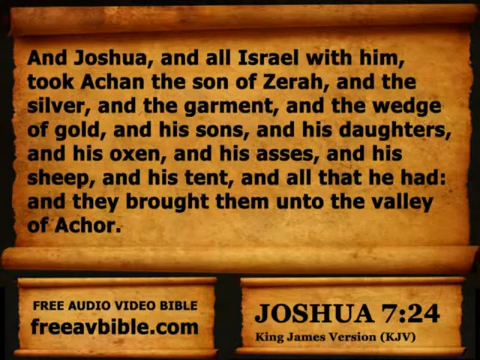 And Joshua, and all Israel with him,
took Achan the son of Zerah, and the
silver, and the garment, and the wedge
of gold, and his sons, and his daughters,
and his oxen, and his asses, and his
sheep, and his tent, and all that he had:
and they brought them unto the valley
of Achor.
FREE AUDIO VIDEO BIBLE
freeavbible.com
JOSHUA 7:24
King James Version (KJV)